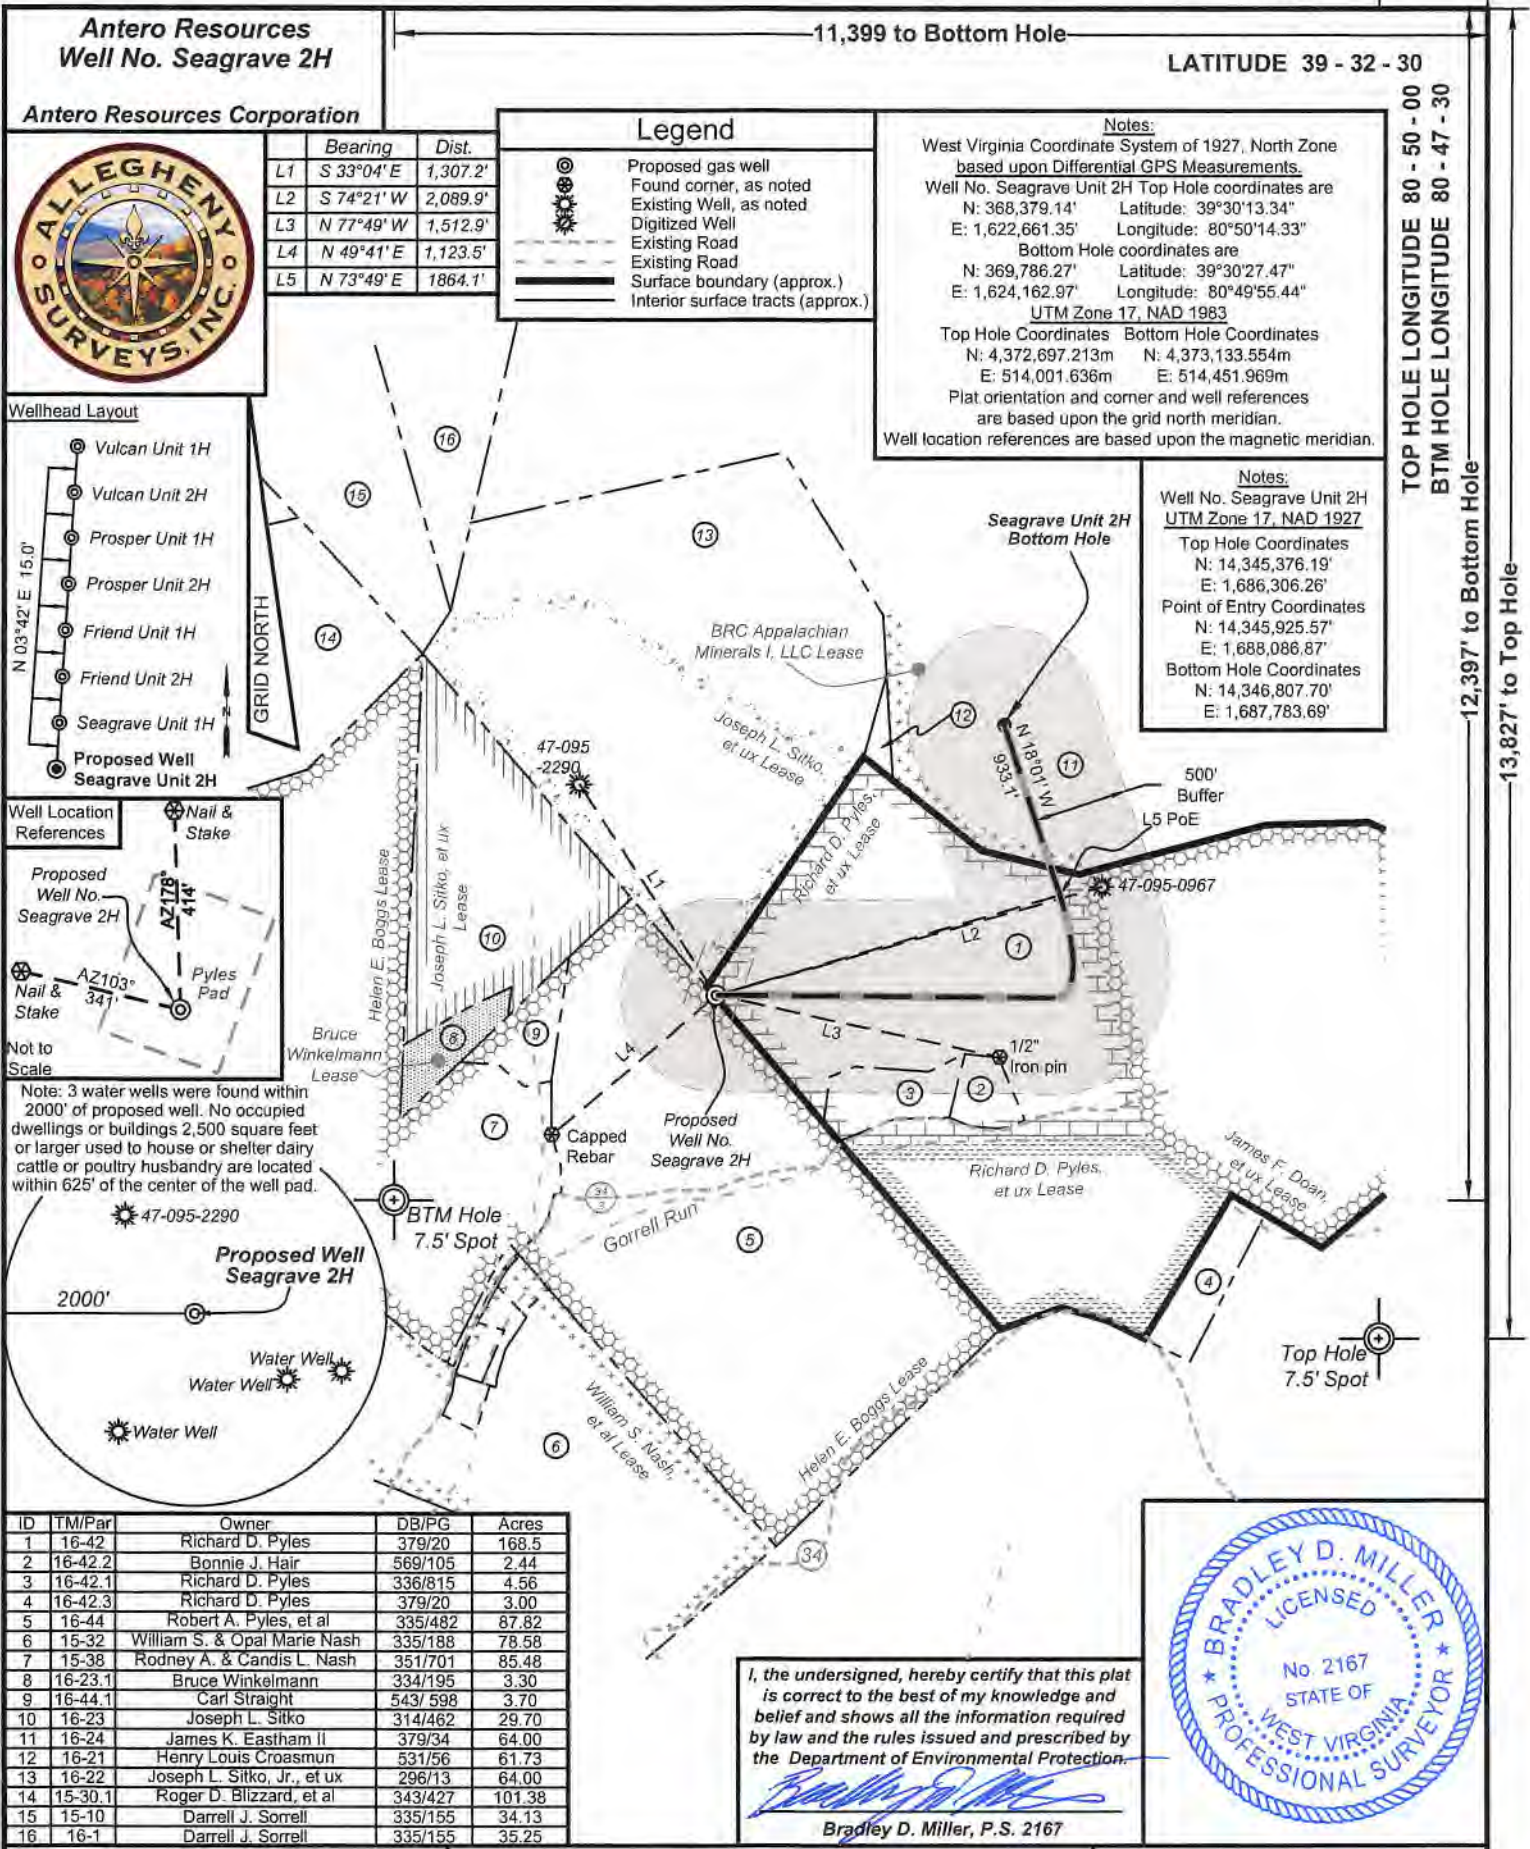 Antero Resources
Well No. Seagrave 2H
Antero Resources Corporation
11,399 to Bottom Hole
LATITUDE 39 - 32 - 30
TOP HOLE LONGITUDE 80 - 50 - 00
BTM HOLE LONGITUDE 80 - 47 - 30
12,397' to Bottom Hole
13,827' to Top Hole
ALLEGHENY
SURVEYS, INC.
Bearing Dist.
L1 S 33°04' E 1,307.2'
L2 S 74°21' W 2,089.9'
L3 N 77°49' W 1,512.9'
L4 N 49°41' E 1,123.5'
L5 N 73°49' E 1864.1'
Legend
Proposed gas well
Found corner, as noted
Existing Well, as noted
Digitized Well
Existing Road
Existing Road
Surface boundary (approx.)
Interior surface tracts (approx.)
Notes:
West Virginia Coordinate System of 1927, North Zone
based upon Differential GPS Measurements.
Well No. Seagrave Unit 2H Top Hole coordinates are
N: 368,379.14' Latitude: 39°30'13.34"
E: 1,622,661.35' Longitude: 80°50'14.33"
Bottom Hole coordinates are
N: 369,786.27' Latitude: 39°30'27.47"
E: 1,624,162.97' Longitude: 80°49'55.44"
UTM Zone 17, NAD 1983
Top Hole Coordinates Bottom Hole Coordinates
N: 4,372,697.213m N: 4,373,133.554m
E: 514,001.636m E: 514,451.969m
Plat orientation and corner and well references
are based upon the grid north meridian.
Well location references are based upon the magnetic meridian.
Notes:
Well No. Seagrave Unit 2H
UTM Zone 17, NAD 1927
Top Hole Coordinates
N: 14,345,376.19'
E: 1,686,306.26'
Point of Entry Coordinates
N: 14,345,925.57'
E: 1,688,086.87'
Bottom Hole Coordinates
N: 14,346,807.70'
E: 1,687,783.69'
Wellhead Layout
Vulcan Unit 1H
Vulcan Unit 2H
Prosper Unit 1H
Prosper Unit 2H
Friend Unit 1H
Friend Unit 2H
Seagrave Unit 1H
Proposed Well
Seagrave Unit 2H
N 03°42' E 15.0'
N
GRID NORTH
Well Location
References
Nail &
Stake
Proposed
Well No.
Seagrave 2H
AZ178°
414'
AZ103°
341'
Nail &
Stake
Pyles
Pad
Not to
Scale
Note: 3 water wells were found within
2000' of proposed well. No occupied
dwellings or buildings 2,500 square feet
or larger used to house or shelter dairy
cattle or poultry husbandry are located
within 625' of the center of the well pad.
47-095-2290
Proposed Well
Seagrave 2H
2000'
Water Well
Water Well
Water Well
16
15
14
13
Seagrave Unit 2H
Bottom Hole
BRC Appalachian
Minerals I, LLC Lease
12
11
N 18°01' W
933.1'
500'
Buffer
L5 PoE
47-095-0967
47-095
-2290
Joseph L. Sitko,
et ux Lease
Richard D. Pyles,
et ux Lease
Helen E. Boggs Lease
Joseph L. Sitko, et ux
Lease
10
L1
L2
1
L3
L4
1/2"
Iron pin
3
2
8
9
Bruce
Winkelmann
Lease
7
Capped
Rebar
Proposed
Well No.
Seagrave 2H
Richard D. Pyles,
et ux Lease
James F. Doan,
et ux Lease
BTM Hole
7.5' Spot
34
3
Gorrell Run
5
4
Top Hole
7.5' Spot
William S. Nash,
et al Lease
Helen E. Boggs Lease
6
34
ID TM/Par Owner DB/PG Acres
1 16-42 Richard D. Pyles 379/20 168.5
2 16-42.2 Bonnie J. Hair 569/105 2.44
3 16-42.1 Richard D. Pyles 336/815 4.56
4 16-42.3 Richard D. Pyles 379/20 3.00
5 16-44 Robert A. Pyles, et al 335/482 87.82
6 15-32 William S. & Opal Marie Nash 335/188 78.58
7 15-38 Rodney A. & Candis L. Nash 351/701 85.48
8 16-23.1 Bruce Winkelmann 334/195 3.30
9 16-44.1 Carl Straight 543/ 598 3.70
10 16-23 Joseph L. Sitko 314/462 29.70
11 16-24 James K. Eastham II 379/34 64.00
12 16-21 Henry Louis Croasmun 531/56 61.73
13 16-22 Joseph L. Sitko, Jr., et ux 296/13 64.00
14 15-30.1 Roger D. Blizzard, et al 343/427 101.38
15 15-10 Darrell J. Sorrell 335/155 34.13
16 16-1 Darrell J. Sorrell 335/155 35.25
I, the undersigned, hereby certify that this plat
is correct to the best of my knowledge and
belief and shows all the information required
by law and the rules issued and prescribed by
the Department of Environmental Protection.
Bradley D. Miller, P.S. 2167
BRADLEY D. MILLER
LICENSED
No. 2167
STATE OF
WEST VIRGINIA
PROFESSIONAL SURVEYOR